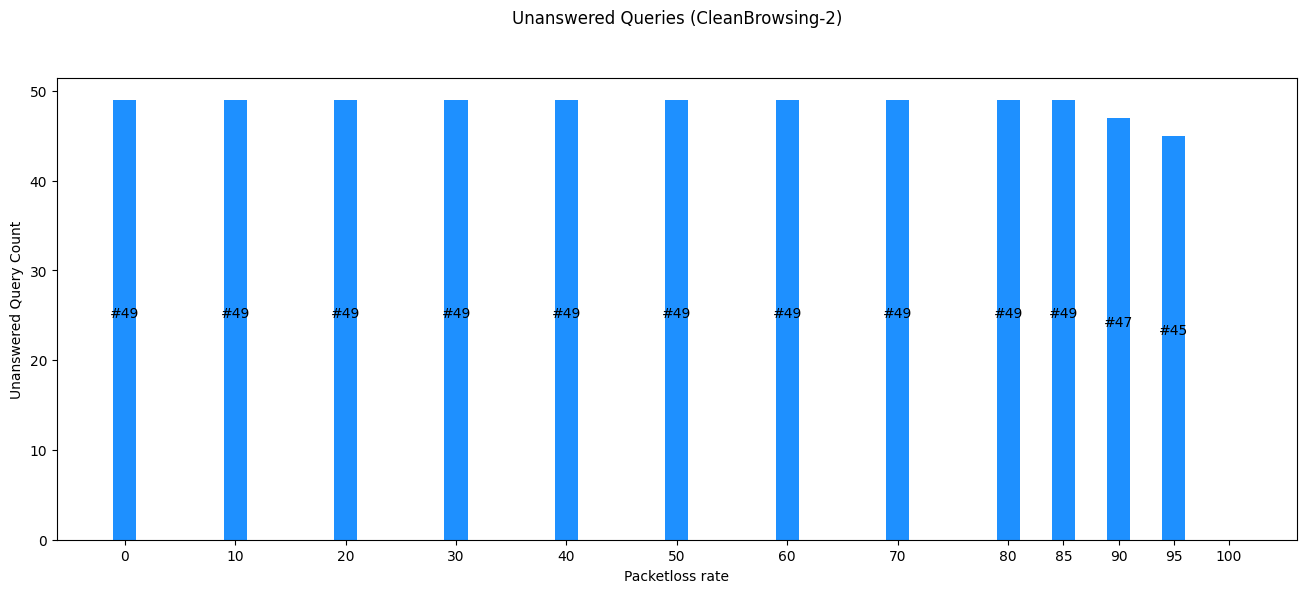 Unanswered Queries (CleanBrowsing-2)
Unanswered Query Count
50
40
30
20
10
0
#49 #49 #49 #49 #49 #49 #49 #49 #49 #49 #47 #45
0 10 20 30 40 50 60 70 80 85 90 95 100
Packetloss rate